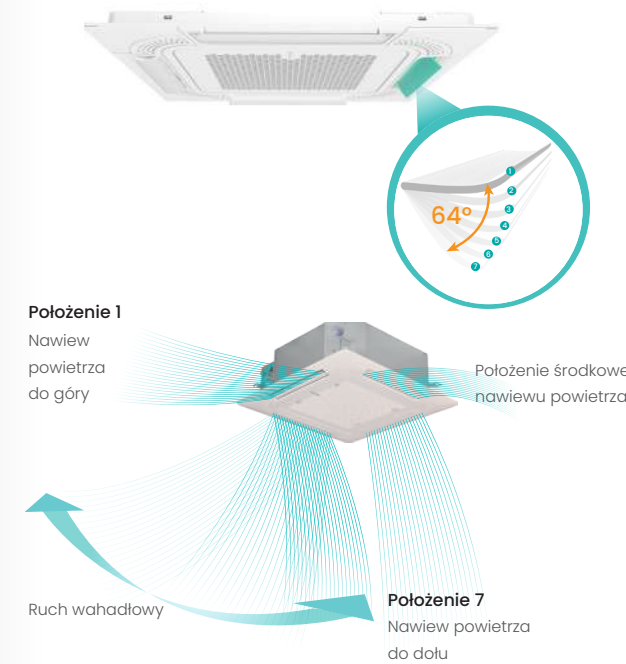 1
2
64°
3
4
5
6
7
Położenie 1
Nawiew
powietrza
do góry
Położenie środkowe
nawiewu powietrza
Ruch wahadłowy
Położenie 7
Nawiew powietrza
do dołu